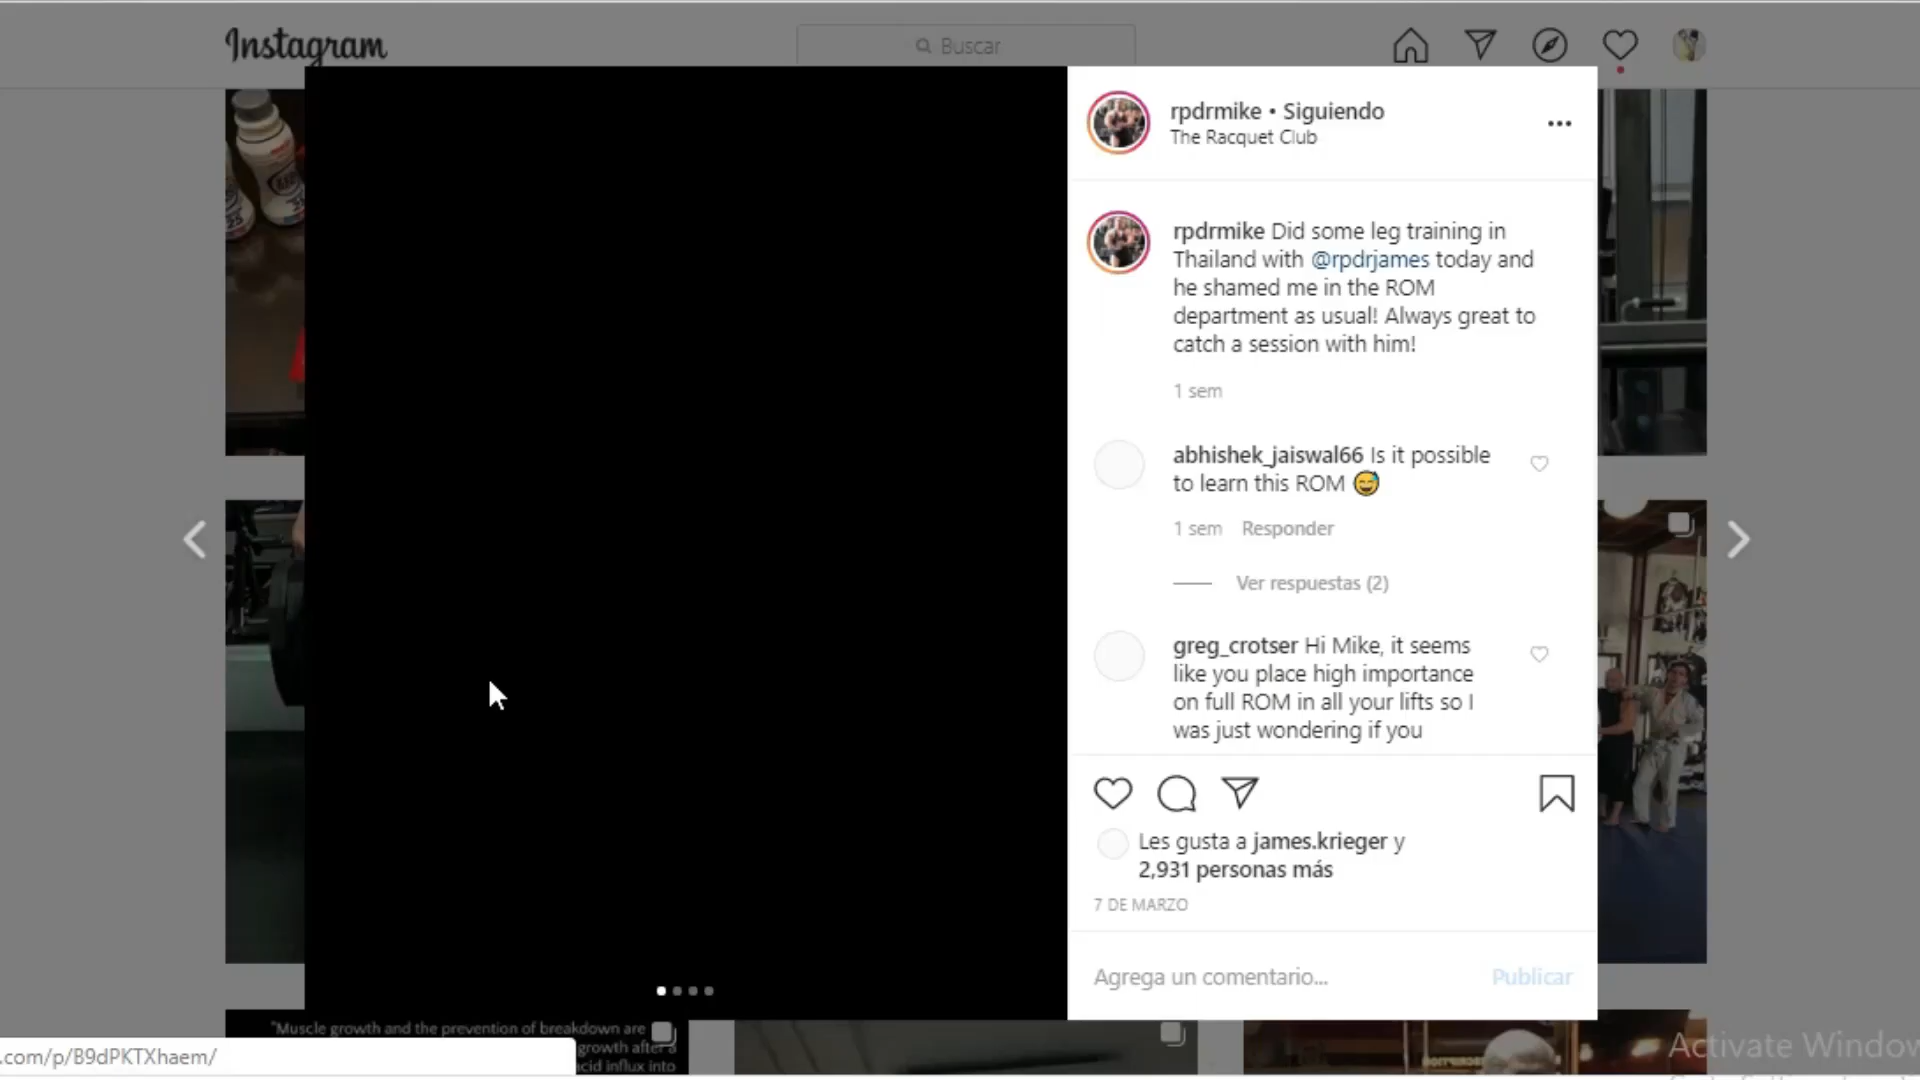 Instagram
Buscar
rpdrmike • Siguiendo
The Racquet Club
rpdrmike Did some leg training in
Thailand with @rpdrjames today and
he shamed me in the ROM
department as usual! Always great to
catch a session with him!
1 sem
abhishek_jaiswal66 Is it possible
to learn this ROM 😅
1 sem Responder
Ver respuestas (2)
greg_crotser Hi Mike, it seems
like you place high importance
on full ROM in all your lifts so I
was just wondering if you
Les gusta a james.krieger y
2,931 personas más
7 DE MARZO
Agrega un comentario... Publicar
"Muscle growth and the prevention of breakdown are
growth after a
acid influx into
.com/p/B9dPKTXhaem/
Activate Window